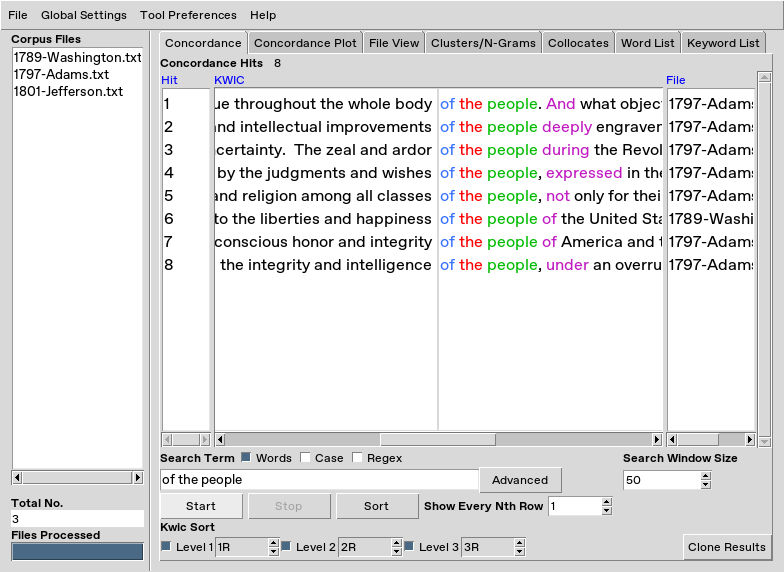 File Global Settings Tool Preferences Help
Corpus Files
1789-Washington.txt
1797-Adams.txt
1801-Jefferson.txt
Total No.
3
Files Processed
Concordance Concordance Plot File View Clusters/N-Grams Collocates Word List Keyword List
Concordance Hits 8
Hit KWIC File
1 ue throughout the whole body of the people. And what objec 1797-Adams
2 and intellectual improvements of the people deeply engraven 1797-Adams
3 certainty. The zeal and ardor of the people during the Revol 1797-Adams
4 by the judgments and wishes of the people, expressed in the 1797-Adams
5 and religion among all classes of the people, not only for thei 1797-Adams
6 to the liberties and happiness of the people of the United Sta 1789-Washi
7 conscious honor and integrity of the people of America and t 1797-Adams
8 the integrity and intelligence of the people, under an overru 1797-Adams
Search Term Words Case Regex Search Window Size
of the people Advanced 50
Start Stop Sort Show Every Nth Row 1
Kwic Sort
Level 1 1R Level 2 2R Level 3 3R Clone Results